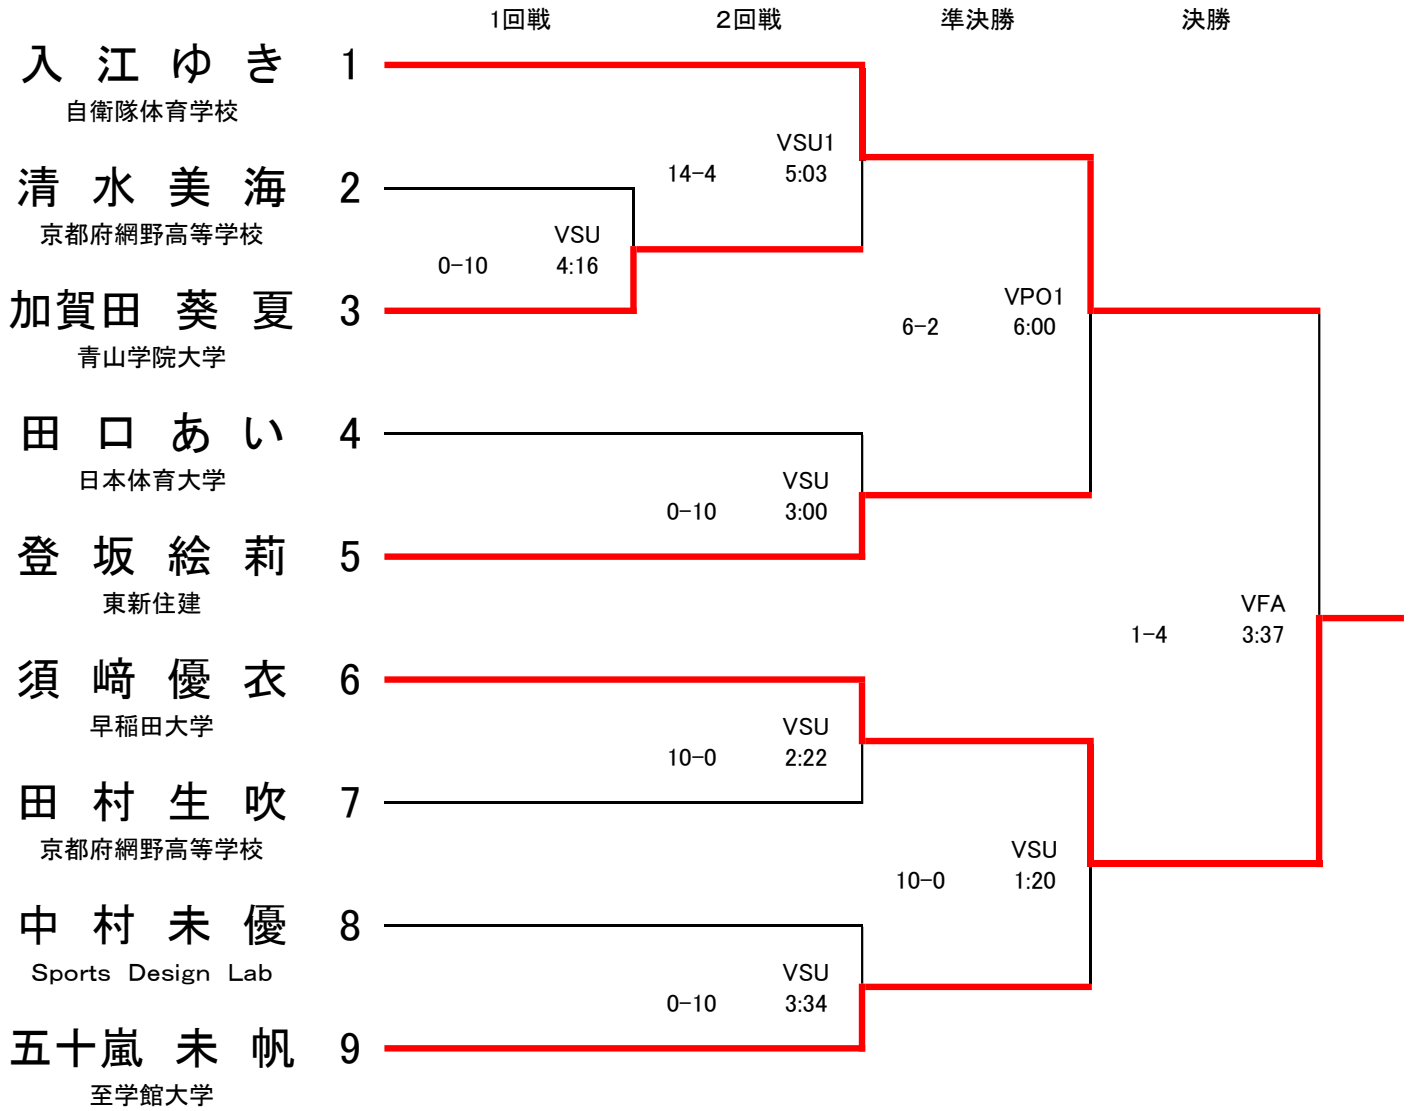 1回戦 2回戦 準決勝 決勝
入江ゆき 1
自衛隊体育学校
VSU1
14-4 5:03
清水美海 2
京都府網野高等学校
VSU
0-10 4:16
加賀田葵夏 3
青山学院大学
VPO1
6-2 6:00
田口あい 4
日本体育大学
VSU
0-10 3:00
登坂絵莉 5
東新住建
VFA
1-4 3:37
須﨑優衣 6
早稲田大学
VSU
10-0 2:22
田村生吹 7
京都府網野高等学校
VSU
10-0 1:20
中村未優 8
Sports Design Lab
VSU
0-10 3:34
五十嵐未帆 9
至学館大学